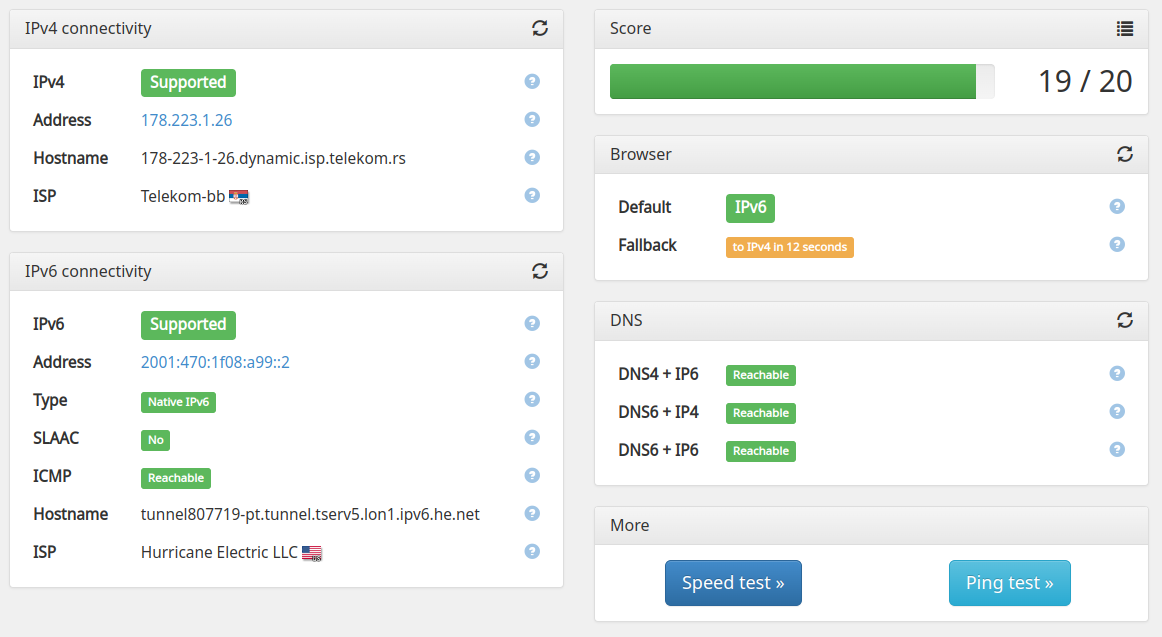 IPv4 connectivity
IPv4 Supported
Address 178.223.1.26
Hostname 178-223-1-26.dynamic.isp.telekom.rs
ISP Telekom-bb
IPv6 connectivity
IPv6 Supported
Address 2001:470:1f08:a99::2
Type Native IPv6
SLAAC No
ICMP Reachable
Hostname tunnel807719-pt.tunnel.tserv5.lon1.ipv6.he.net
ISP Hurricane Electric LLC
Score
19 / 20
Browser
Default IPv6
Fallback to IPv4 in 12 seconds
DNS
DNS4 + IP6 Reachable
DNS6 + IP4 Reachable
DNS6 + IP6 Reachable
More
Speed test »
Ping test »